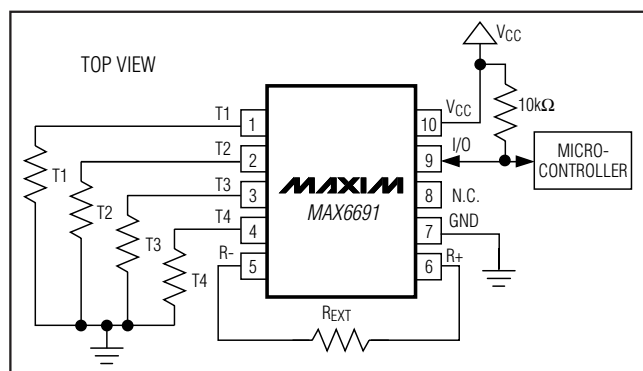 VCC
TOP VIEW
VCC
10kΩ
T1
1
10
T2
I/O
MICRO-
CONTROLLER
2
9
T1
T3
MAXIM
MAX6691
3
8
N.C.
T2
T4
GND
4
7
T3
R-
R+
5
6
T4
REXT